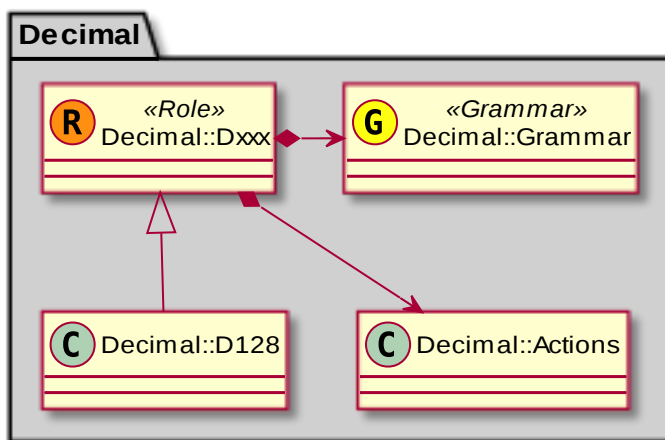 Decimal
R
«Role»
Decimal::Dxxx
G
«Grammar»
Decimal::Grammar
C
Decimal::D128
C
Decimal::Actions